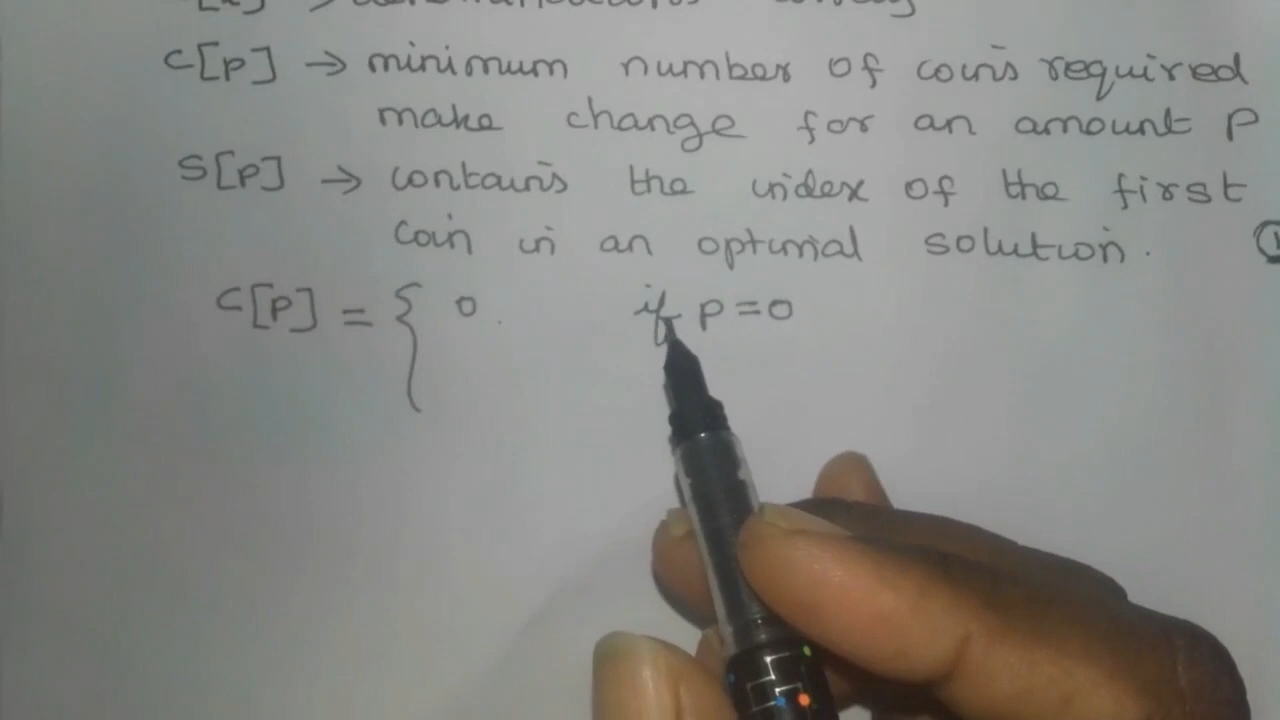 C[p] → minimum number of coins required
make change for an amount P
S[p] → contains the index of the first
coin in an optimal solution.
C[p] = { 0. if P=0